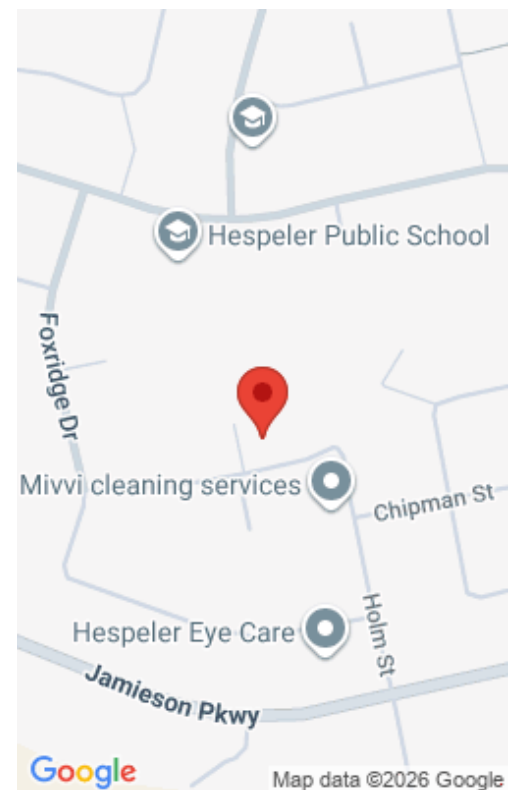 Hespeler Public School
Foxridge Dr
Mivvi cleaning services
Chipman St
Hespeler Eye Care
Holm St
Jamieson Pkwy
Google
Map data ©2026 Google